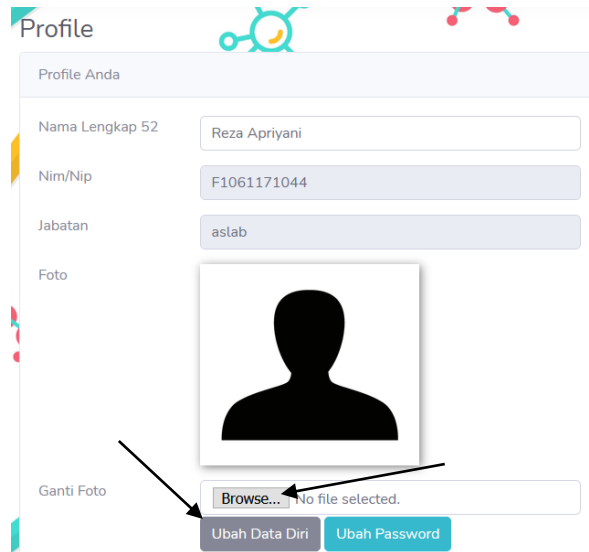 Profile
Profile Anda
Nama Lengkap 52
Reza Apriyani
Nim/Nip
F1061171044
Jabatan
aslab
Foto
Ganti Foto
Browse... No file selected.
Ubah Data Diri
Ubah Password